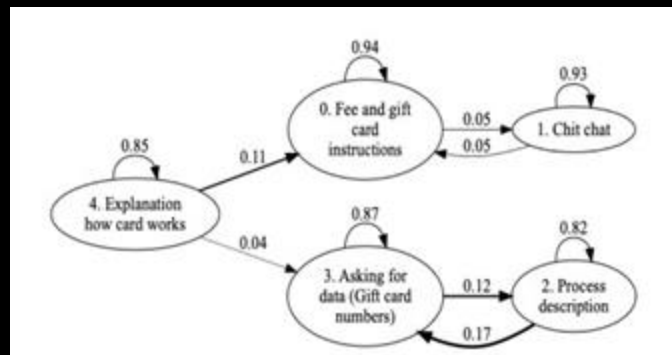 0.94
0.93
0. Fee and gift
card
instructions
0.05
1. Chit chat
0.05
0.85
0.11
4. Explanation
how card works
0.04
0.87
0.82
3. Asking for
data (Gift card
numbers)
0.12
2. Process
description
0.17